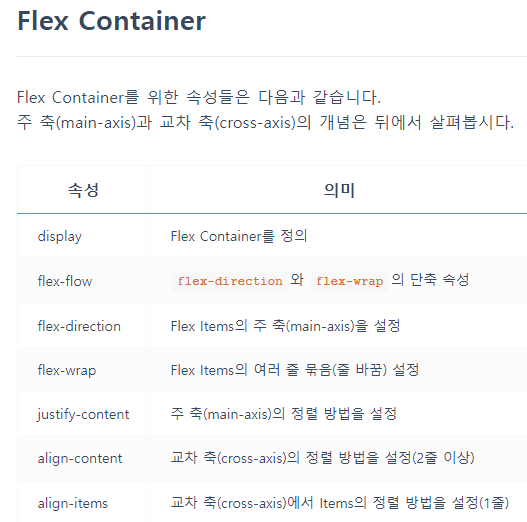 Flex Container
Flex Container를 위한 속성들은 다음과 같습니다.
주 축(main-axis)과 교차 축(cross-axis)의 개념은 뒤에서 살펴봅시다.
속성 의미
display Flex Container를 정의
flex-flow flex-direction 와 flex-wrap 의 단축 속성
flex-direction Flex Items의 주 축(main-axis)을 설정
flex-wrap Flex Items의 여러 줄 묶음(줄 바꿈) 설정
justify-content 주 축(main-axis)의 정렬 방법을 설정
align-content 교차 축(cross-axis)의 정렬 방법을 설정(2줄 이상)
align-items 교차 축(cross-axis)에서 Items의 정렬 방법을 설정(1줄)